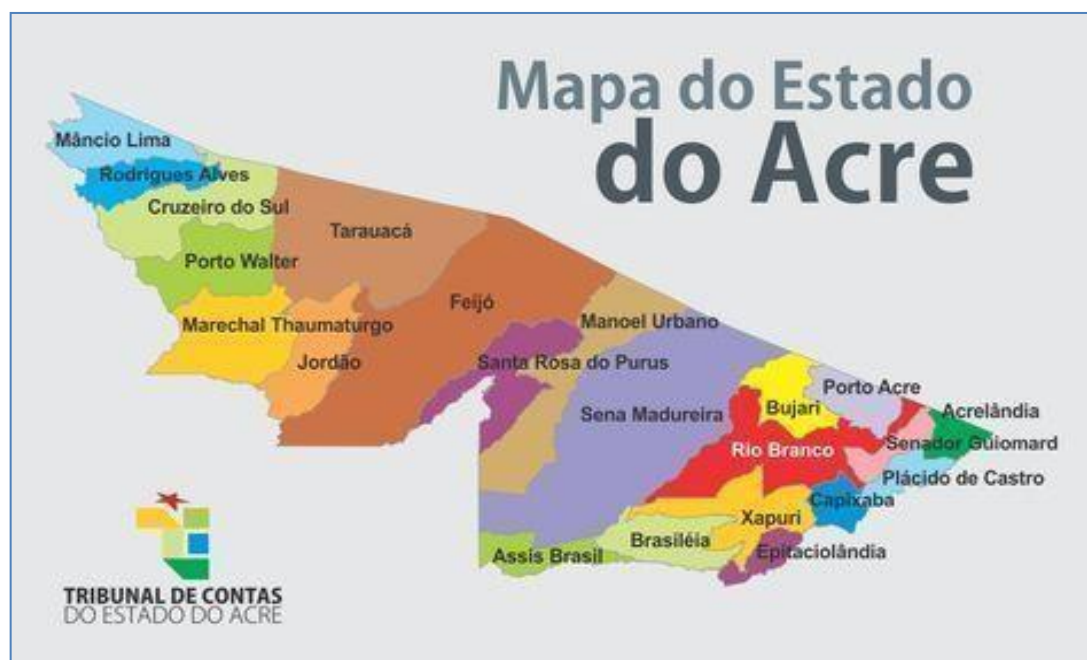 Mapa do Estado
do Acre
Mâncio Lima
Rodrigues Alves
Cruzeiro do Sul
Tarauacá
Porto Walter
Feijó
Marechal Thaumaturgo
Manoel Urbano
Jordão
Santa Rosa do Purus
Sena Madureira
Bujari
Porto Acre
Acrelândia
Rio Branco
Senador Guiomard
Plácido de Castro
Capixaba
Xapuri
Brasiléia
Epitaciolândia
Assis Brasil
TRIBUNAL DE CONTAS
DO ESTADO DO ACRE